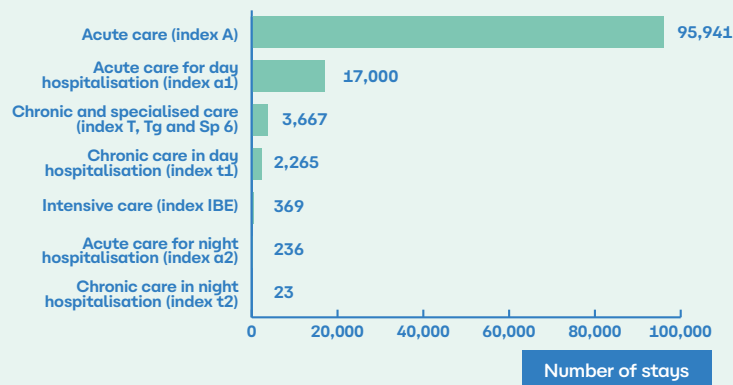 Acute care (index A)
95,941
Acute care for day
hospitalisation (index a1)
17,000
Chronic and specialised care
(index T, Tg and Sp 6)
3,667
Chronic care in day
hospitalisation (index t1)
2,265
Intensive care (index IBE)
369
Acute care for night
hospitalisation (index a2)
236
Chronic care in night
hospitalisation (index t2)
23
0 20,000 40,000 60,000 80,000 100,000
Number of stays